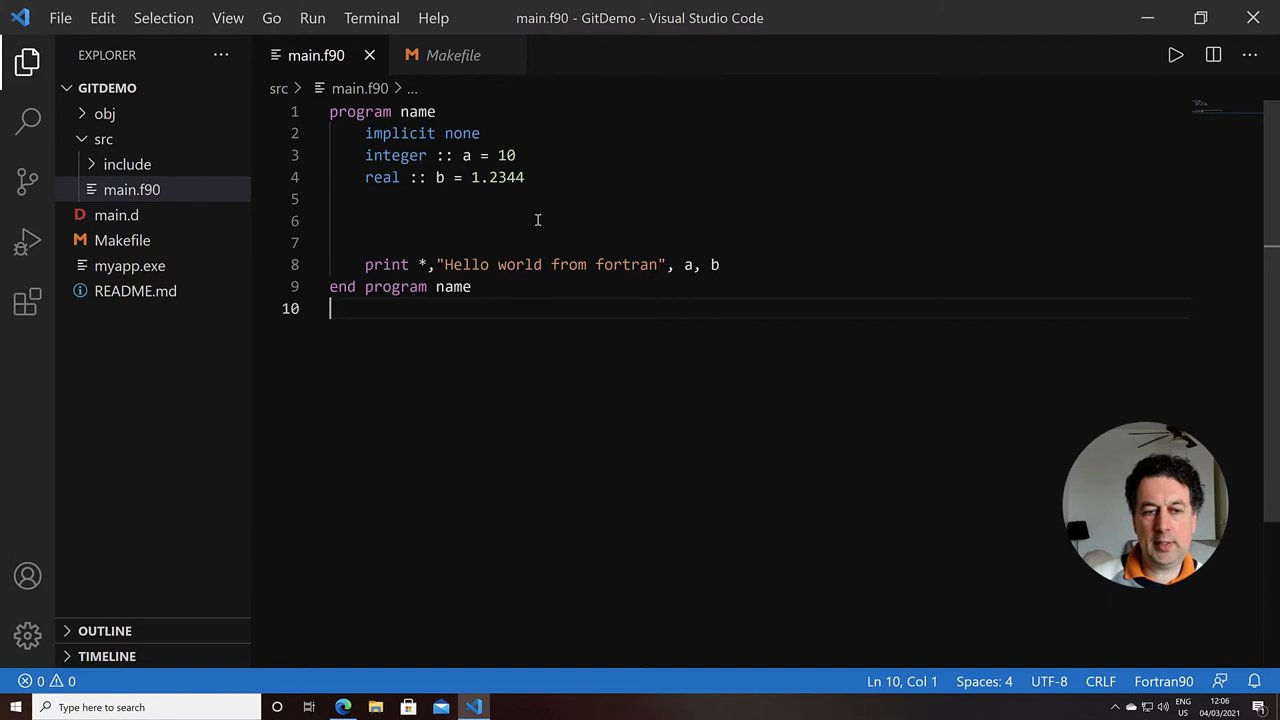 File Edit Selection View Go Run Terminal Help main.f90 - GitDemo - Visual Studio Code
EXPLORER ··· main.f90 Makefile
GITDEMO
obj
src
include
main.f90
main.d
Makefile
myapp.exe
README.md
OUTLINE
TIMELINE
src > main.f90 > ...
1 program name
2 implicit none
3 integer :: a = 10
4 real :: b = 1.2344
5
6
7
8 print *,"Hello world from fortran", a, b
9 end program name
10
0 0 Ln 10, Col 1 Spaces: 4 UTF-8 CRLF Fortran90
Type here to search
ENG
US
12:06
04/03/2021
1